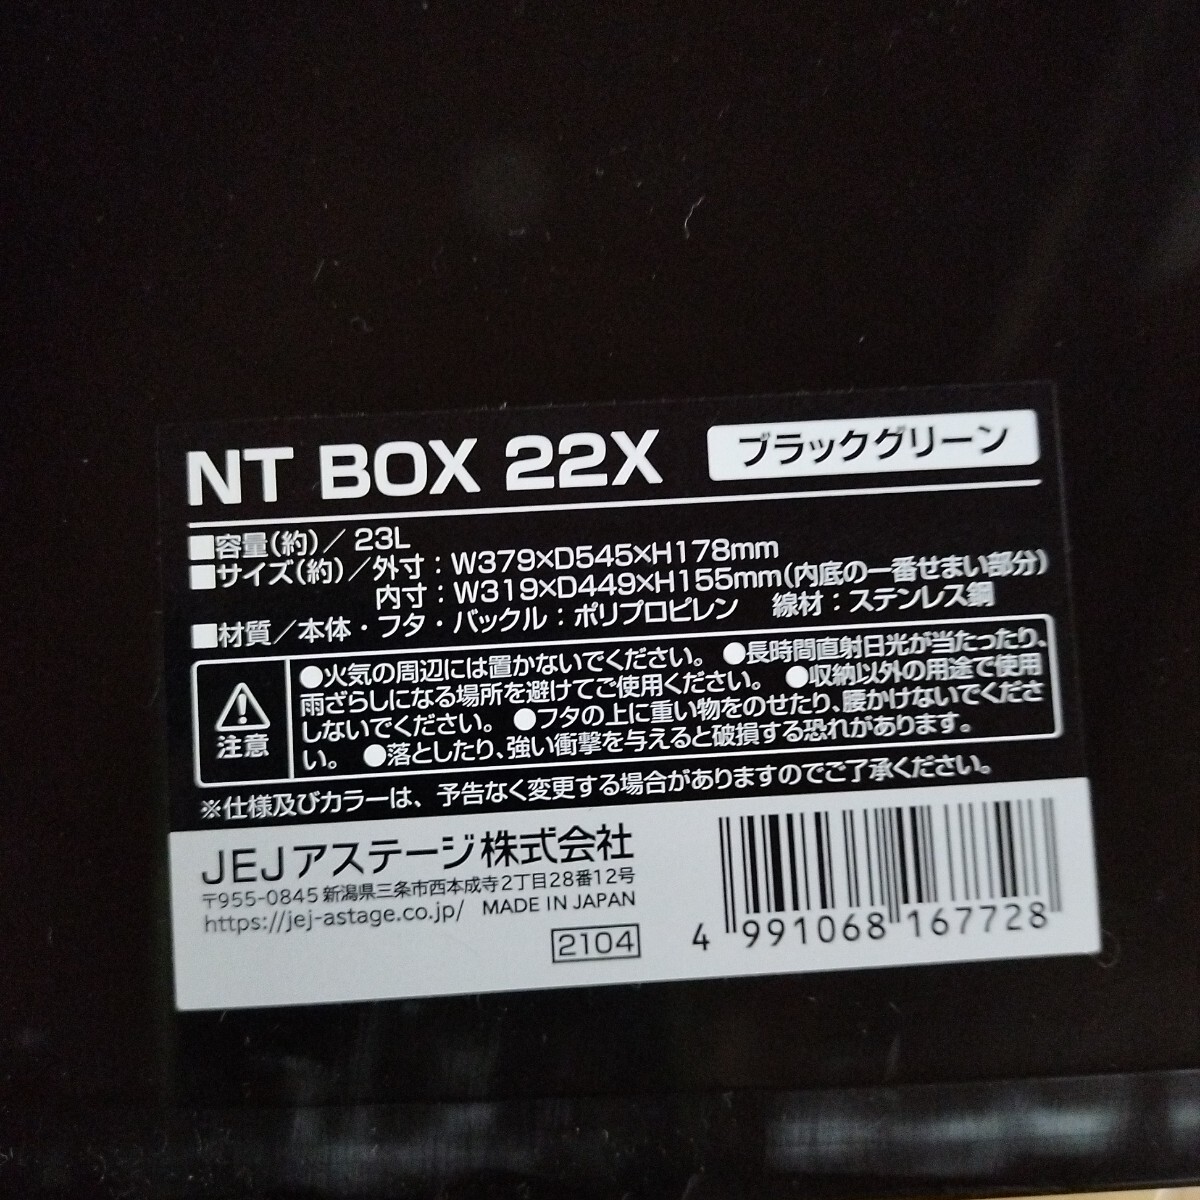 NT BOX 22X ブラックグリーン
■容量(約)／23L
■サイズ(約)／外寸：W379×D545×H178mm
内寸：W319×D449×H155mm(内底の一番せまい部分)
■材質／本体・フタ・バックル：ポリプロピレン 線材：ステンレス鋼
注意
●火気の周辺には置かないでください。 ●長時間直射日光が当たったり、
雨ざらしになる場所を避けてご使用ください。 ●収納以外の用途で使用
しないでください。 ●フタの上に重い物をのせたり、腰かけないでくださ
い。 ●落としたり、強い衝撃を与えると破損する恐れがあります。
※仕様及びカラーは、予告なく変更する場合がありますのでご了承ください。
JEJアステージ株式会社
〒955-0845 新潟県三条市西本成寺2丁目28番12号
https://jej-astage.co.jp/ MADE IN JAPAN
2104
4 991068 167728